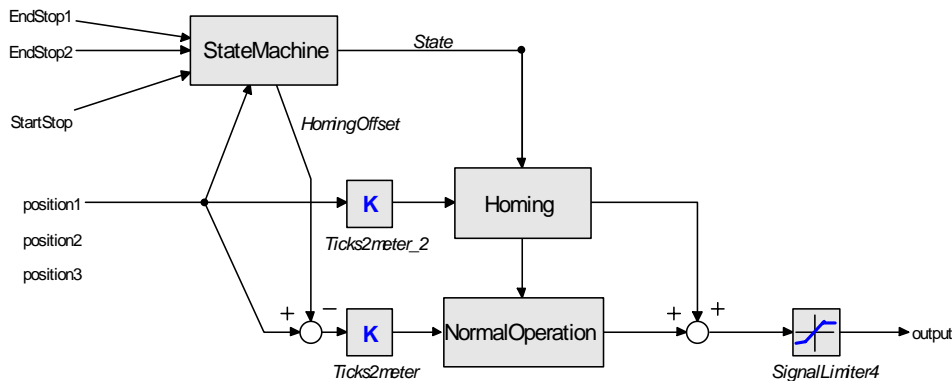 EndStop1
EndStop2
StartStop
StateMachine
State
HomingOffset
position1
position2
position3
K
Ticks2meter_2
Homing
+
−
K
Ticks2meter
NormalOperation
+
+
SignalLimiter4
output